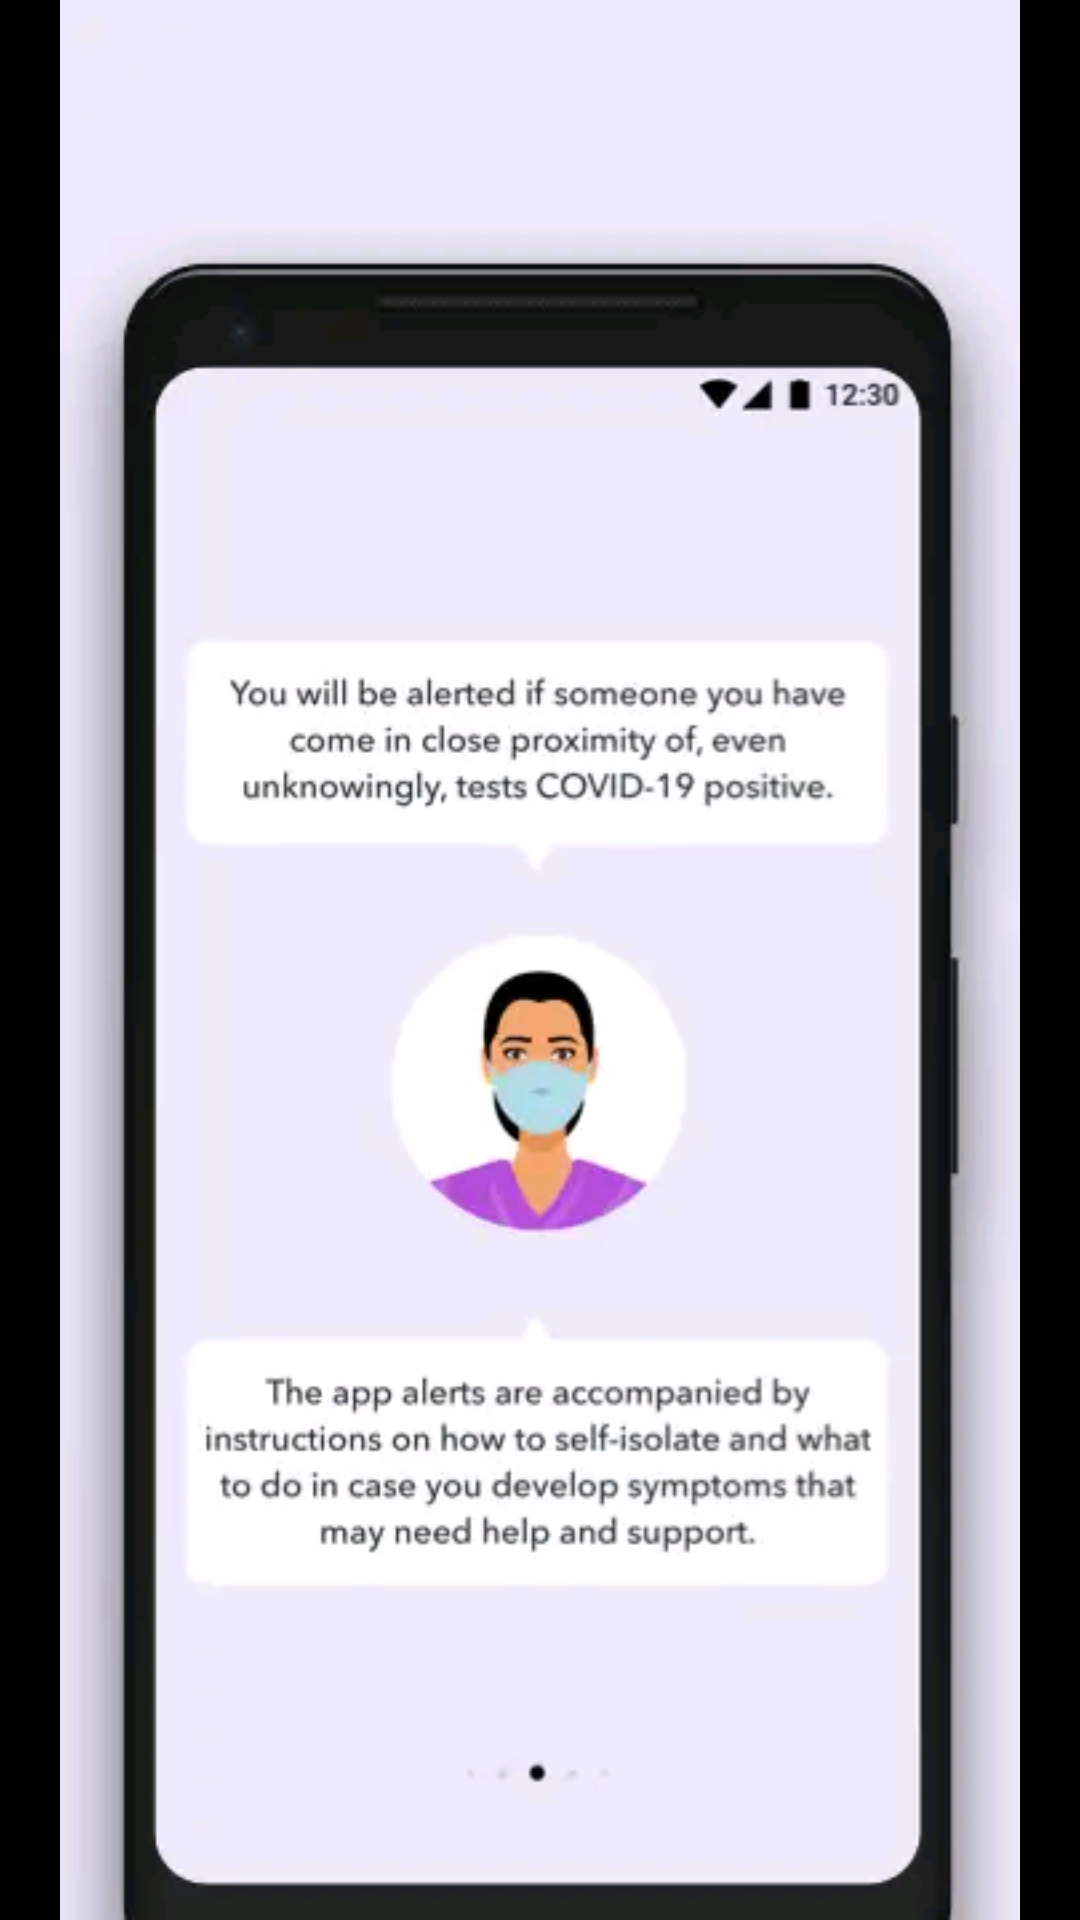 12:30
You will be alerted if someone you have
come in close proximity of, even
unknowingly, tests COVID-19 positive.
The app alerts are accompanied by
instructions on how to self-isolate and what
to do in case you develop symptoms that
may need help and support.